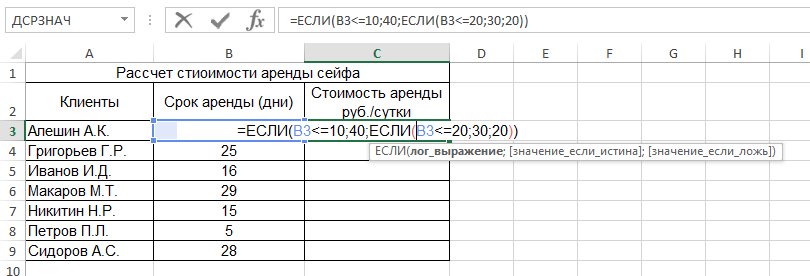 ДСРЗНАЧ =ЕСЛИ(B3<=10;40;ЕСЛИ(B3<=20;30;20))
A B C D E F G H
1 Рассчет стиоимости аренды сейфа
2 Клиенты Срок аренды (дни) Стоимость аренды
руб./сутки
3 Апешин А.К. =ЕСЛИ(B3<=10;40;ЕСЛИ(B3<=20;30;20))
4 Григорьев Г.Р. 25
ЕСЛИ(лог_выражение; [значение_если_истина]; [значение_если_ложь])
5 Иванов И.Д. 16
6 Макаров М.Т. 29
7 Никитин Н.Р. 15
8 Петров П.Л. 5
9 Сидоров А.С. 28
10